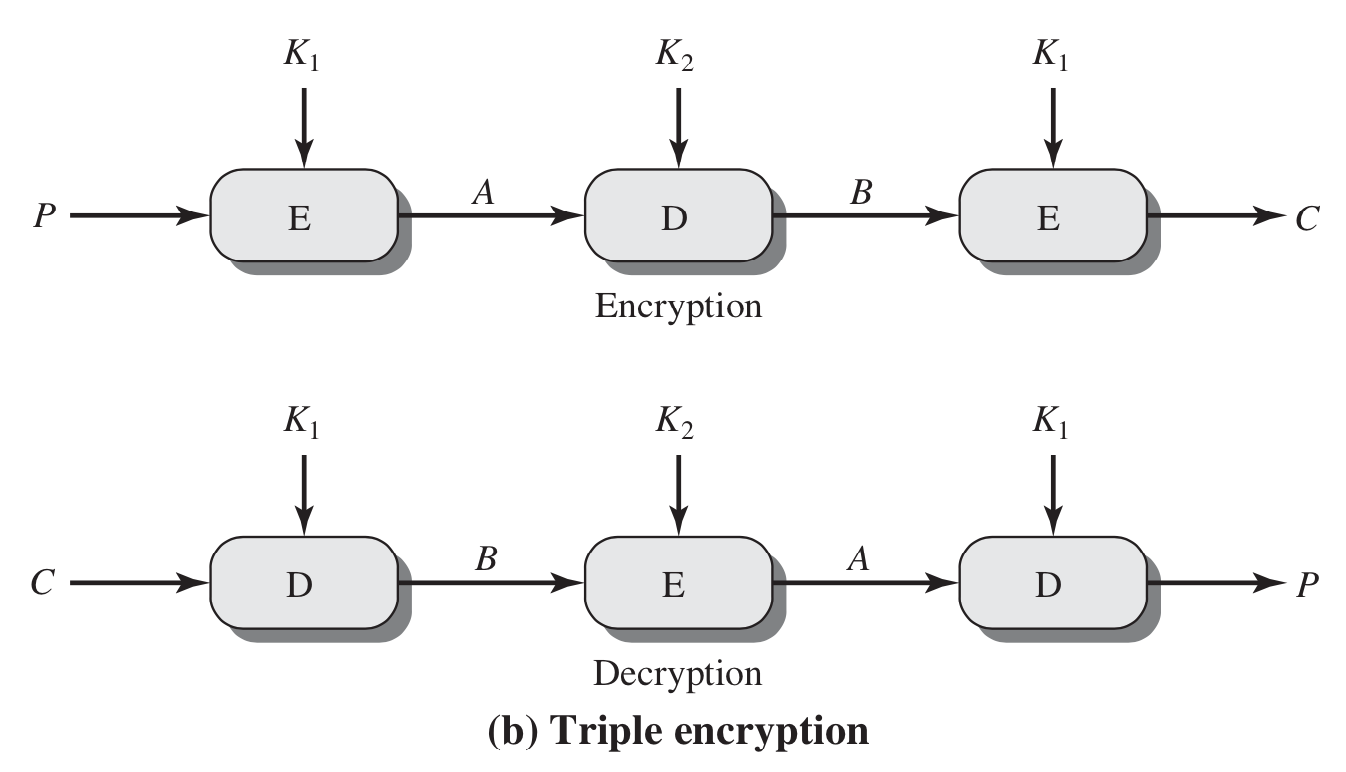 K1 K2 K1
P E A D B E C
Encryption
K1 K2 K1
C D B E A D P
Decryption
(b) Triple encryption